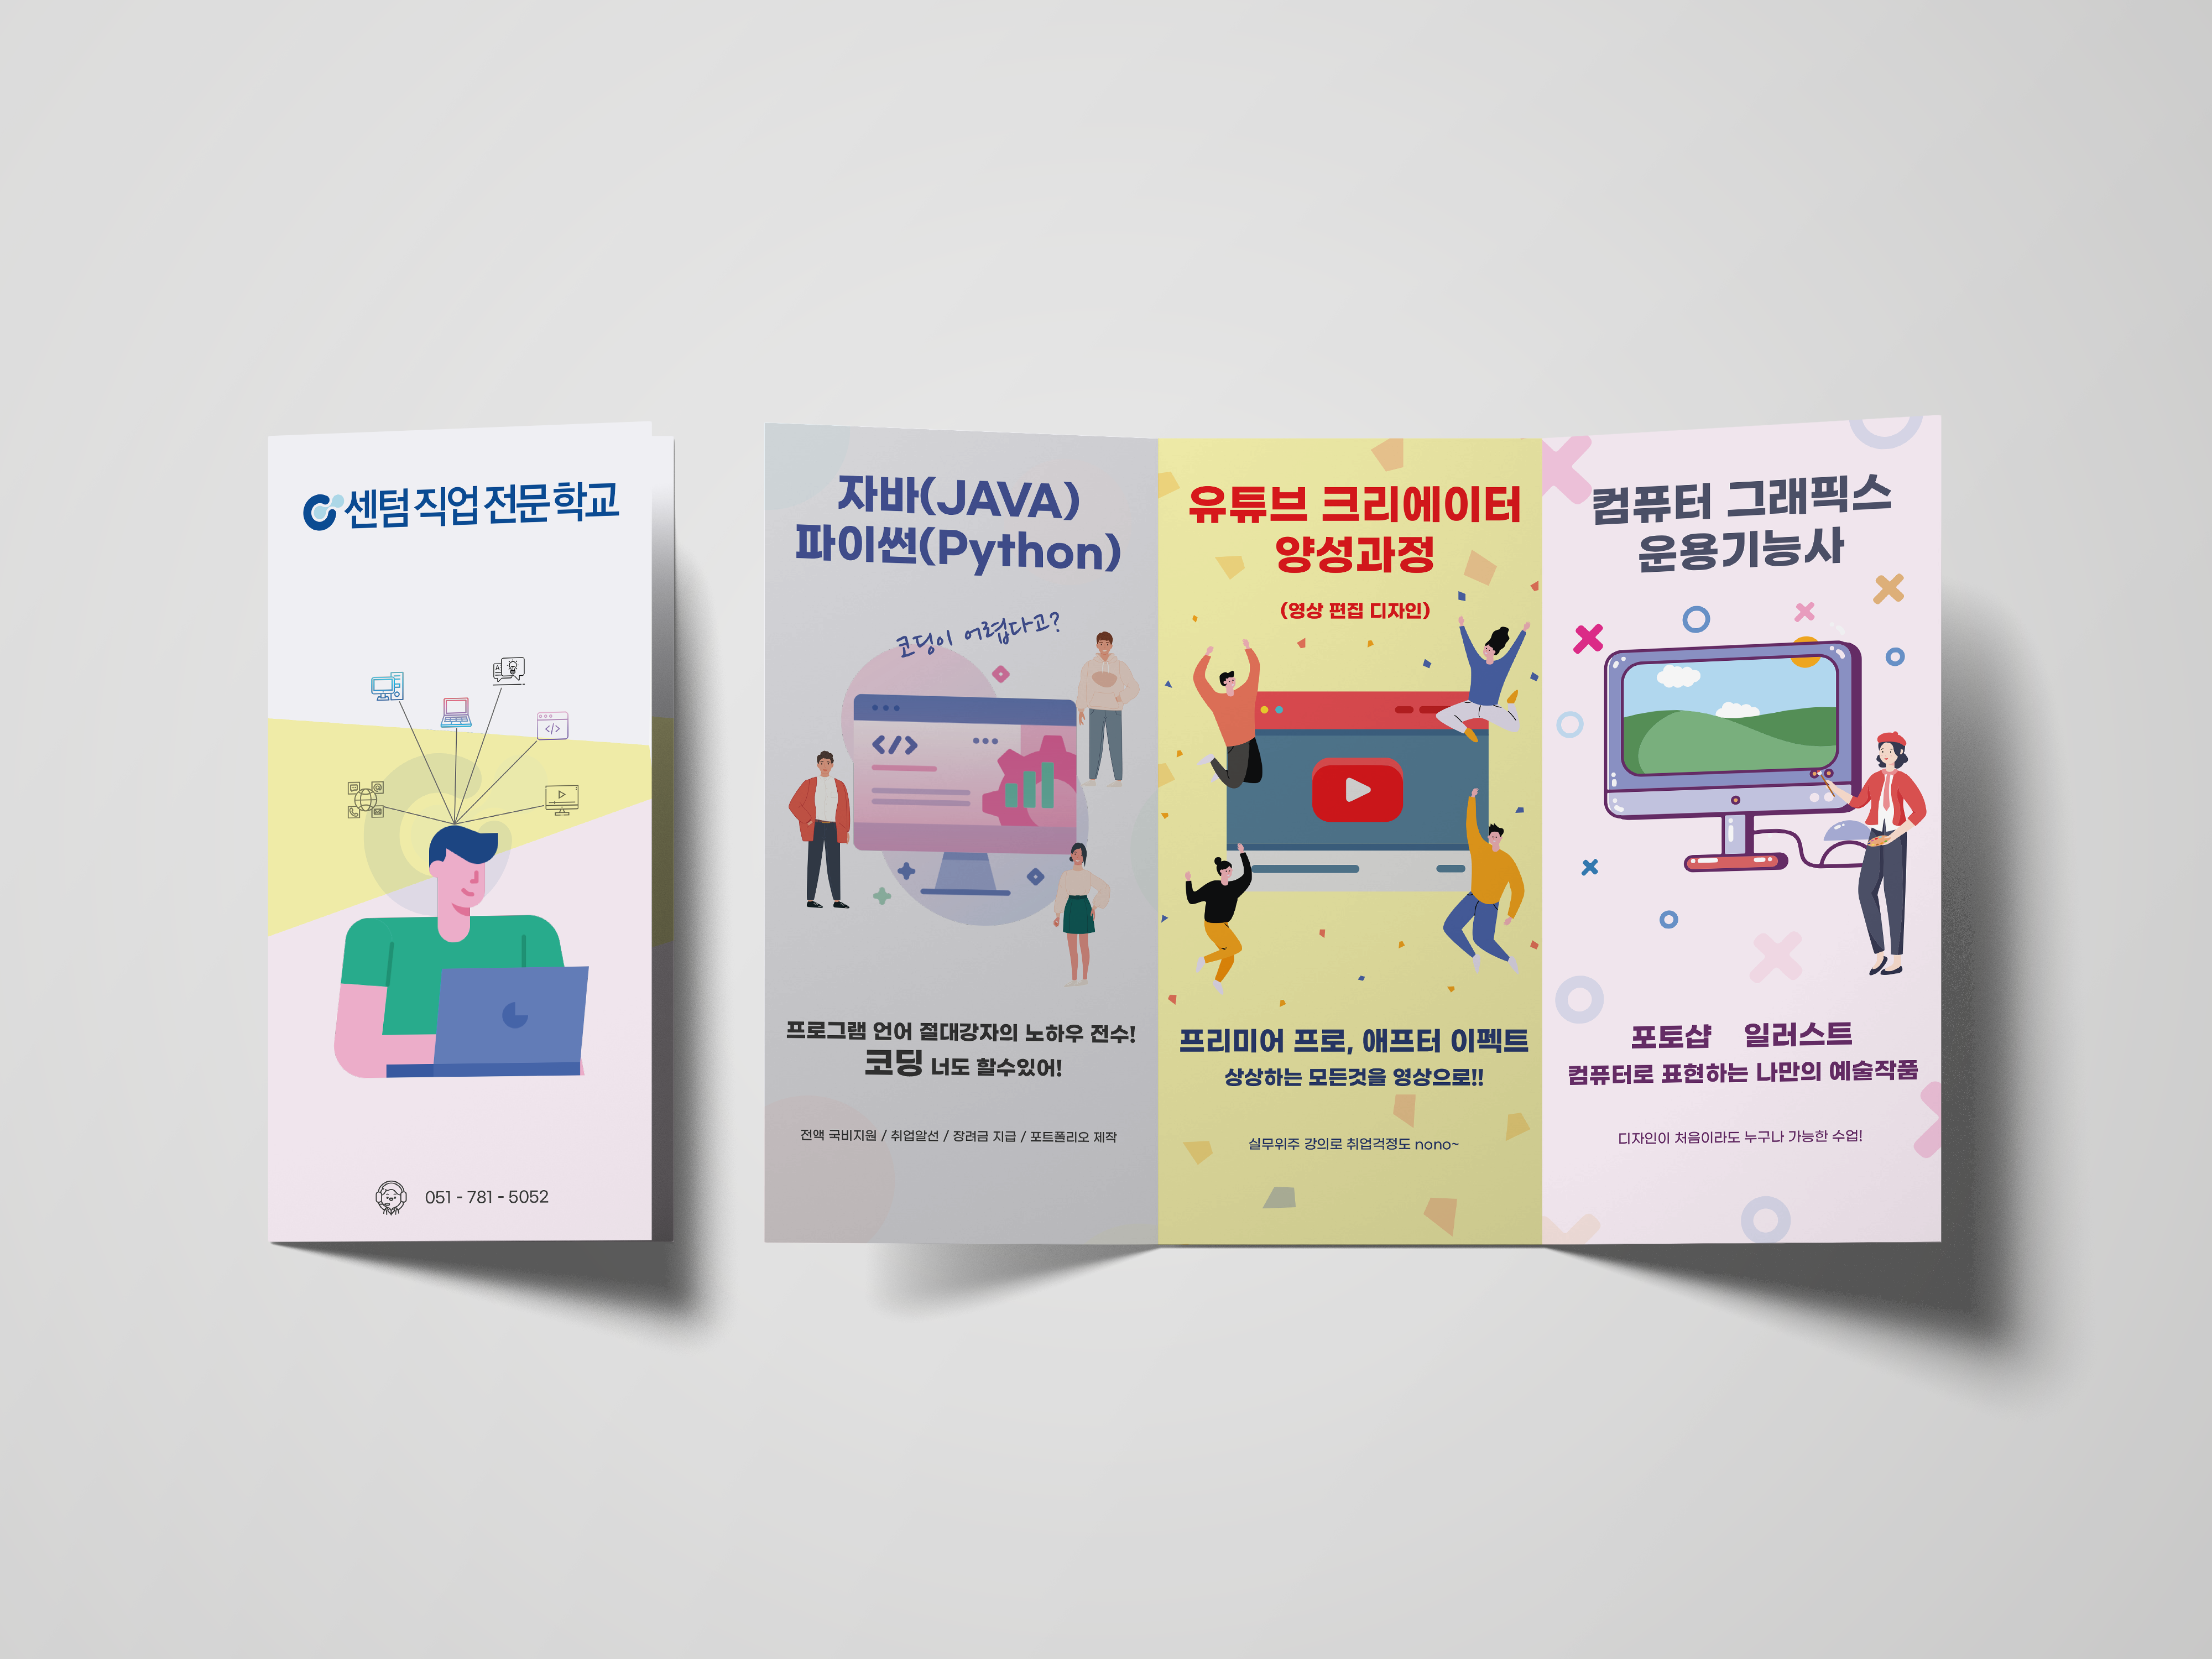 센텀 직업 전문 학교
051 - 781 - 5052
자바(JAVA)
파이썬(Python)
코딩이 어렵다고?
프로그램 언어 절대강자의 노하우 전수!
코딩 너도 할수있어!
전액 국비지원 / 취업알선 / 장려금 지급 / 포트폴리오 제작
유튜브 크리에이터
양성과정
(영상 편집 디자인)
프리미어 프로, 애프터 이펙트
상상하는 모든것을 영상으로!!
실무위주 강의로 취업걱정도 nono~
컴퓨터 그래픽스
운용기능사
포토샵 일러스트
컴퓨터로 표현하는 나만의 예술작품
디자인이 처음이라도 누구나 가능한 수업!